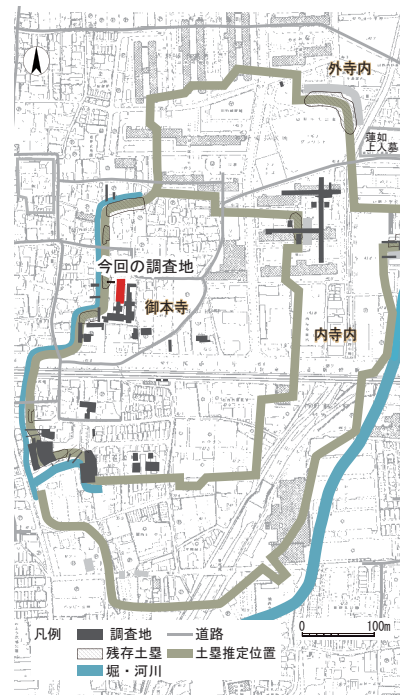 外寺内
蓮如
上人墓
今回の調査地
御本寺
内寺内
凡例
調査地
道路
残存土塁
土塁推定位置
堀・河川
0
100m